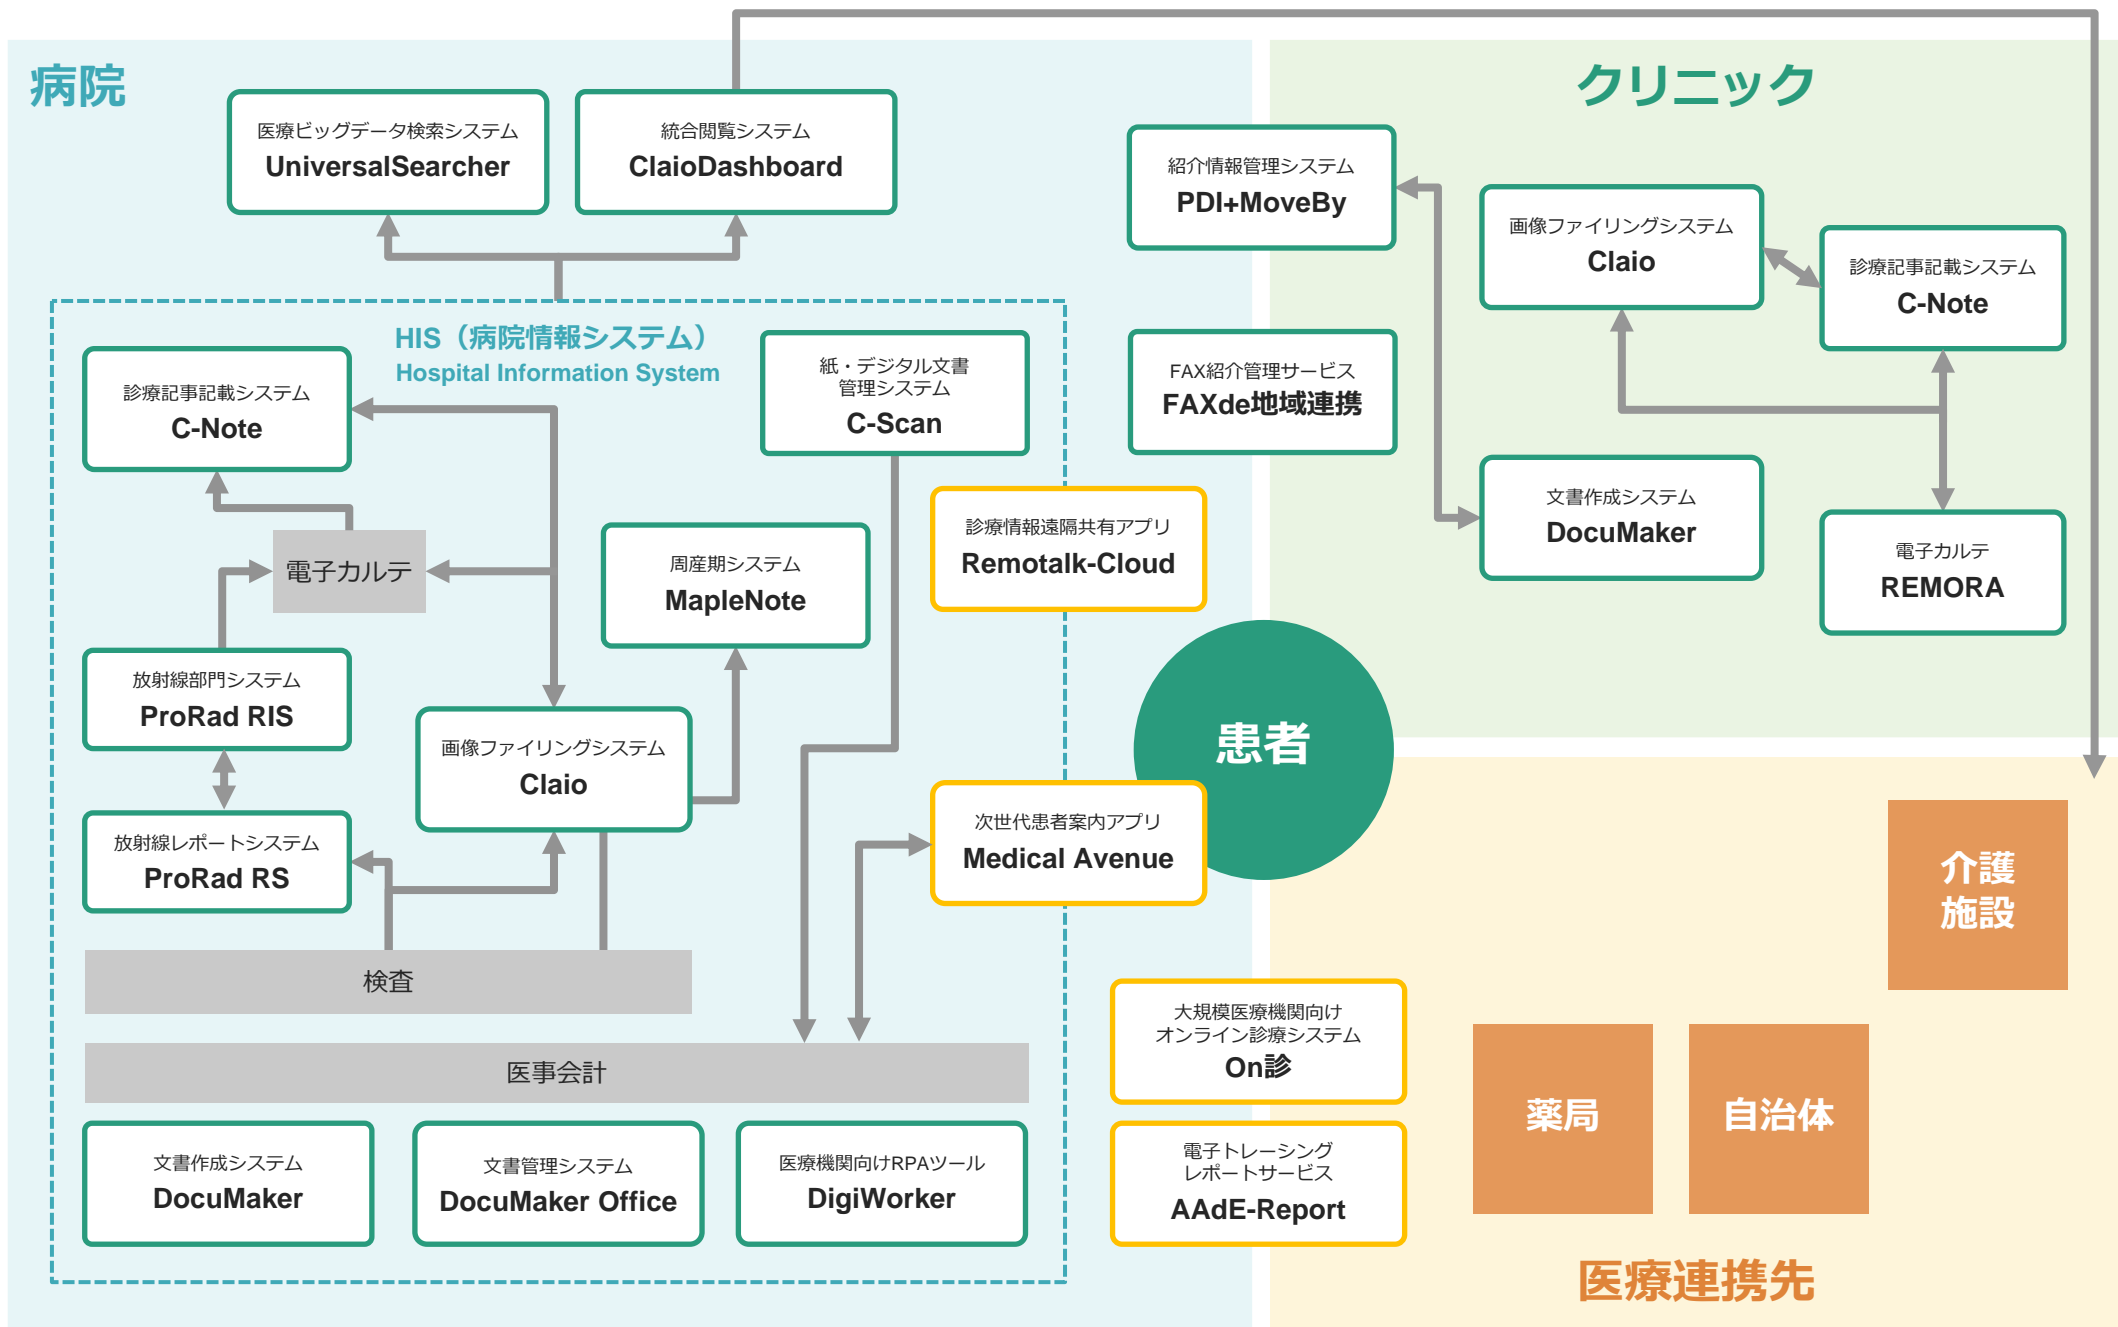 病院
医療ビッグデータ検索システム
UniversalSearcher
統合閲覧システム
ClaioDashboard
HIS（病院情報システム）
Hospital Information System
診療記事記載システム
C-Note
紙・デジタル文書
管理システム
C-Scan
電子カルテ
周産期システム
MapleNote
放射線部門システム
ProRad RIS
画像ファイリングシステム
Claio
放射線レポートシステム
ProRad RS
検査
医事会計
文書作成システム
DocuMaker
文書管理システム
DocuMaker Office
医療機関向けRPAツール
DigiWorker
紹介情報管理システム
PDI+MoveBy
FAX紹介管理サービス
FAXde地域連携
診療情報遠隔共有アプリ
Remotalk-Cloud
患者
次世代患者案内アプリ
Medical Avenue
大規模医療機関向け
オンライン診療システム
On診
電子トレーシング
レポートサービス
AAdE-Report
クリニック
画像ファイリングシステム
Claio
診療記事記載システム
C-Note
文書作成システム
DocuMaker
電子カルテ
REMORA
介護
施設
薬局
自治体
医療連携先